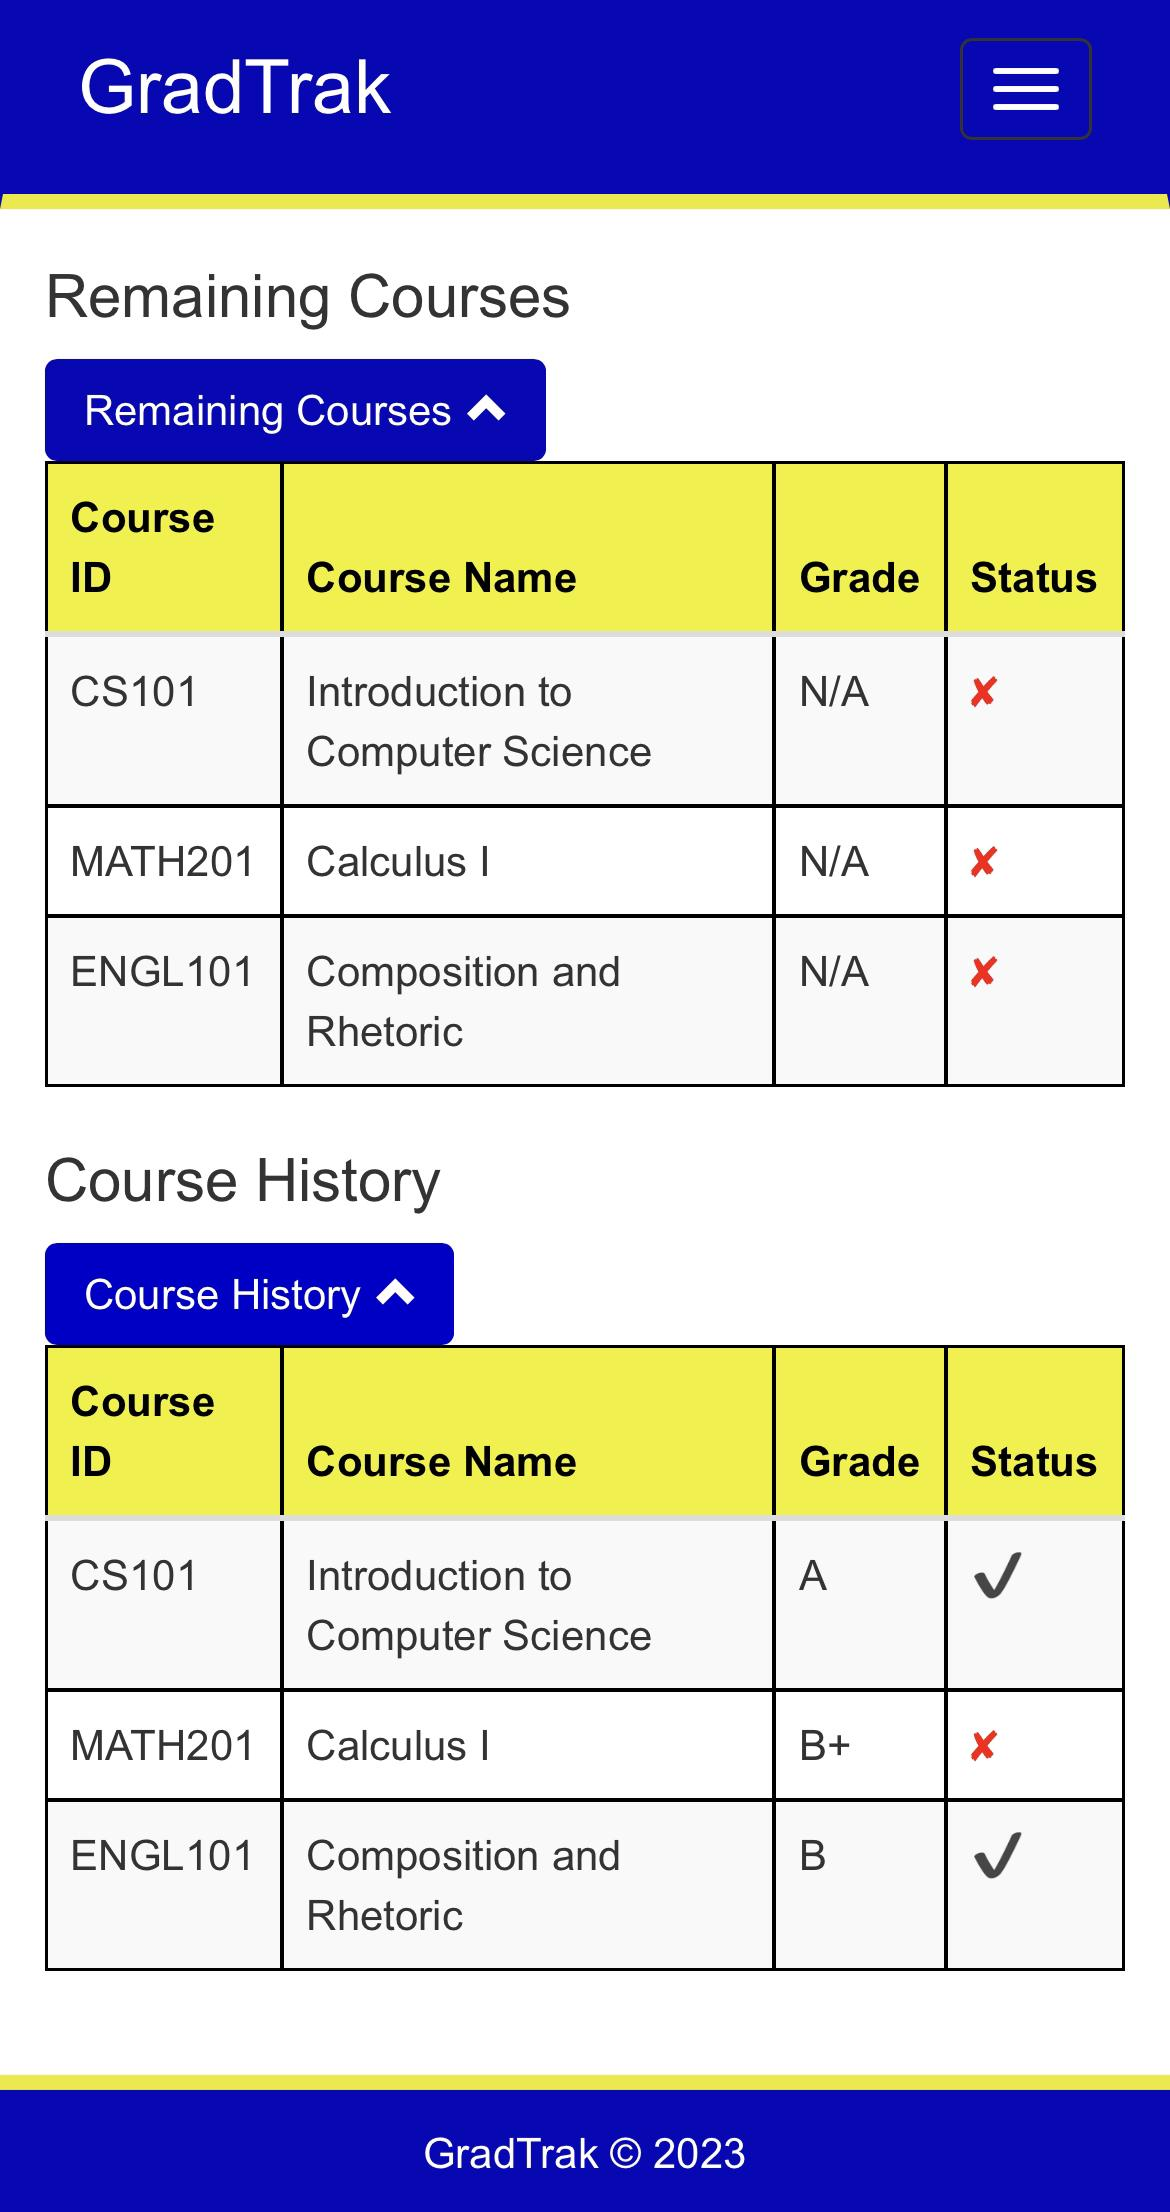 GradTrak
Remaining Courses
Remaining Courses
Course
ID
Course Name
Grade
Status
CS101
Introduction to
Computer Science
N/A
✘
MATH201
Calculus I
N/A
✘
ENGL101
Composition and
Rhetoric
N/A
✘
Course History
Course History
Course
ID
Course Name
Grade
Status
CS101
Introduction to
Computer Science
A
✔
MATH201
Calculus I
B+
✘
ENGL101
Composition and
Rhetoric
B
✔
GradTrak © 2023